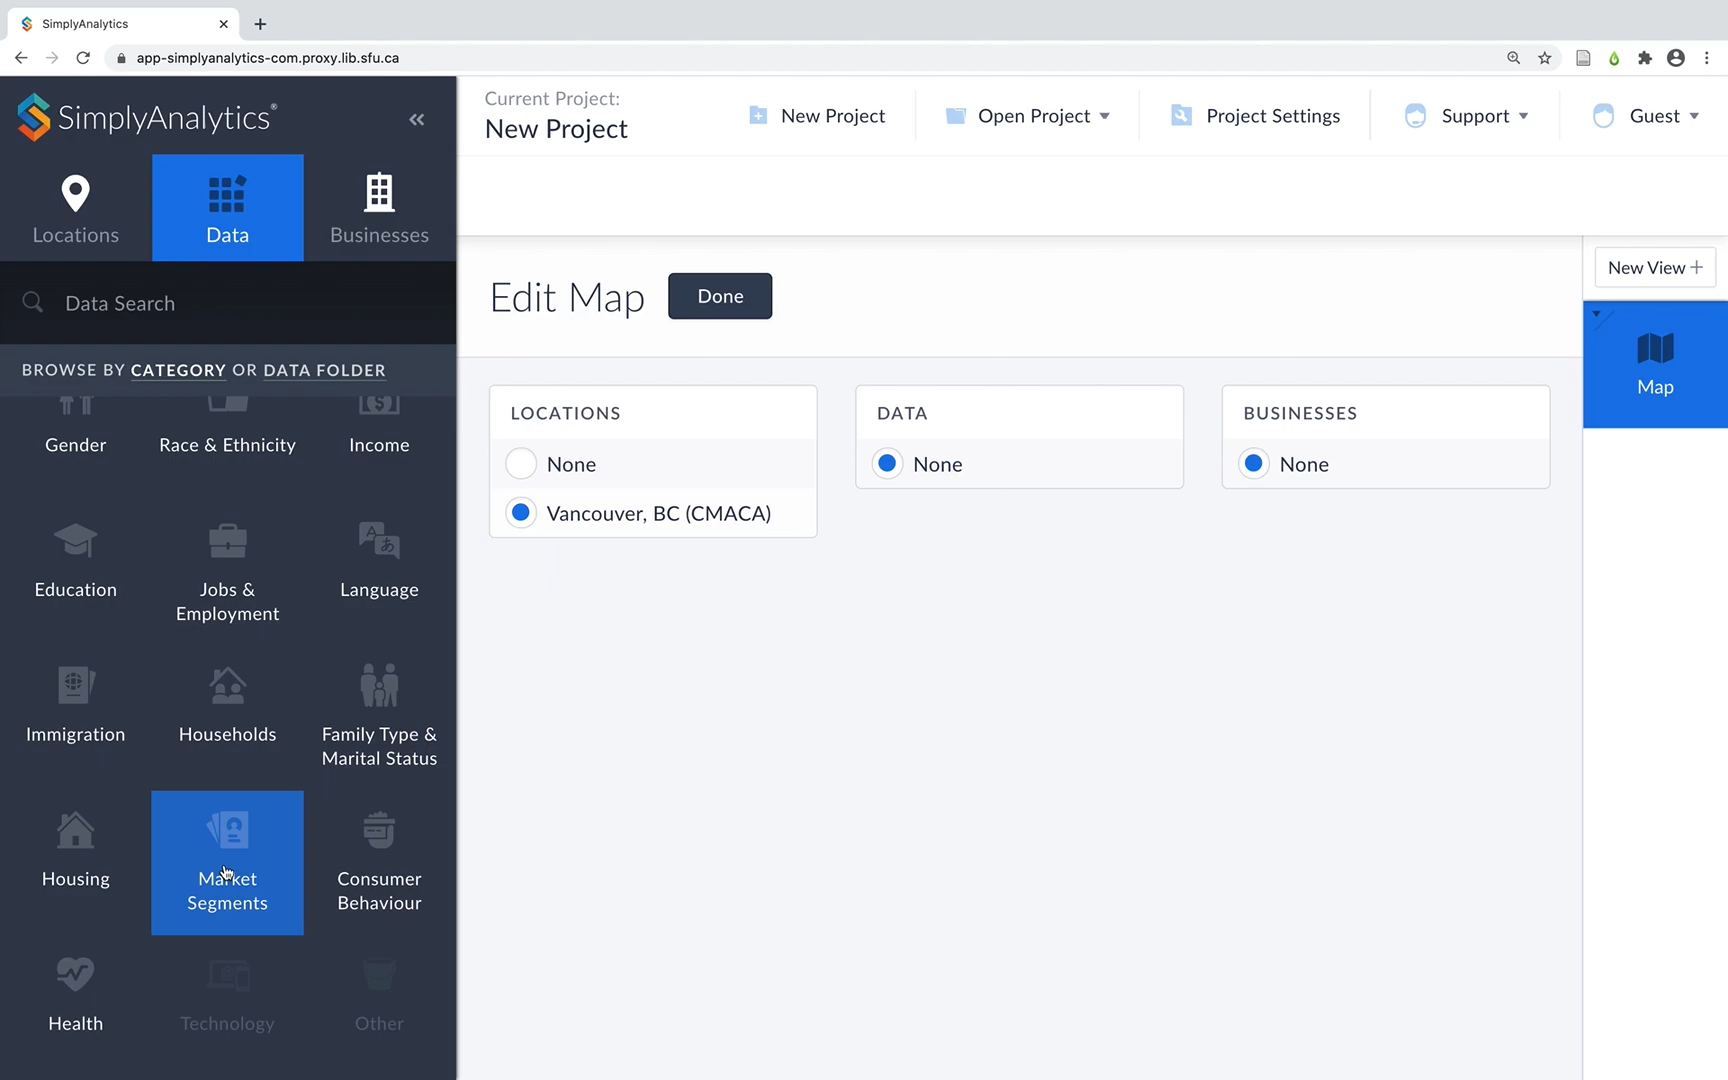 SimplyAnalytics
app-simplyanalytics-com.proxy.lib.sfu.ca
SimplyAnalytics®
Current Project:
New Project
New Project
Open Project
Project Settings
Support
Guest
Locations
Data
Businesses
Data Search
BROWSE BY CATEGORY OR DATA FOLDER
Gender
Race & Ethnicity
Income
Education
Jobs &
Employment
Language
Immigration
Households
Family Type &
Marital Status
Housing
Market
Segments
Consumer
Behaviour
Health
Technology
Other
Edit Map
Done
LOCATIONS
None
Vancouver, BC (CMACA)
DATA
None
BUSINESSES
None
New View
Map